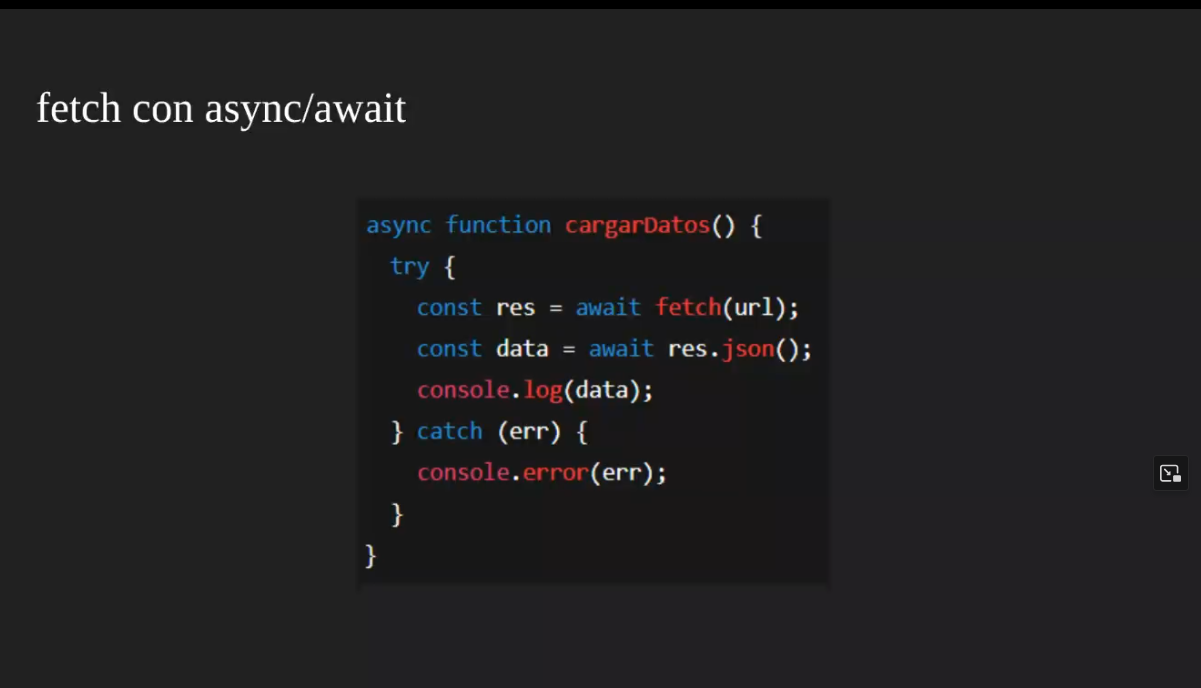 fetch con async/await
async function cargarDatos() {
  try {
    const res = await fetch(url);
    const data = await res.json();
    console.log(data);
  } catch (err) {
    console.error(err);
  }
}